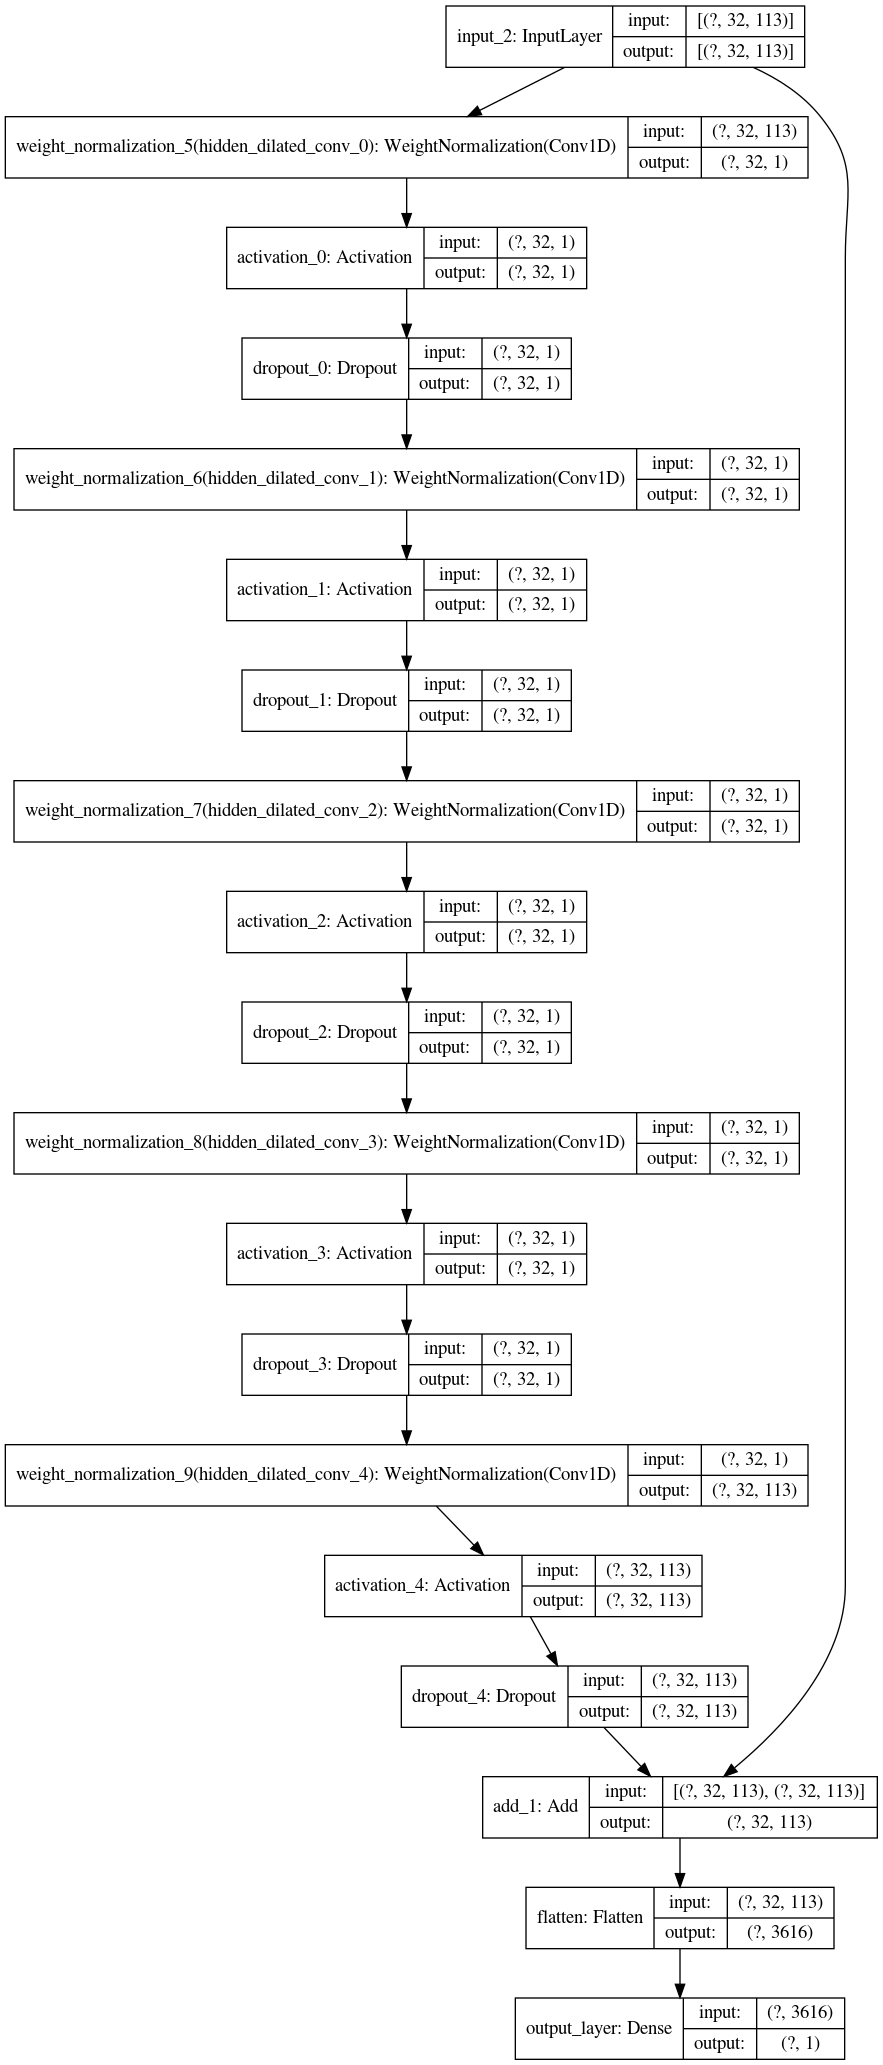 input_2: InputLayer
input: [(?, 32, 113)]
output: [(?, 32, 113)]
weight_normalization_5(hidden_dilated_conv_0): WeightNormalization(Conv1D)
input: (?, 32, 113)
output: (?, 32, 1)
activation_0: Activation
input: (?, 32, 1)
output: (?, 32, 1)
dropout_0: Dropout
input: (?, 32, 1)
output: (?, 32, 1)
weight_normalization_6(hidden_dilated_conv_1): WeightNormalization(Conv1D)
input: (?, 32, 1)
output: (?, 32, 1)
activation_1: Activation
input: (?, 32, 1)
output: (?, 32, 1)
dropout_1: Dropout
input: (?, 32, 1)
output: (?, 32, 1)
weight_normalization_7(hidden_dilated_conv_2): WeightNormalization(Conv1D)
input: (?, 32, 1)
output: (?, 32, 1)
activation_2: Activation
input: (?, 32, 1)
output: (?, 32, 1)
dropout_2: Dropout
input: (?, 32, 1)
output: (?, 32, 1)
weight_normalization_8(hidden_dilated_conv_3): WeightNormalization(Conv1D)
input: (?, 32, 1)
output: (?, 32, 1)
activation_3: Activation
input: (?, 32, 1)
output: (?, 32, 1)
dropout_3: Dropout
input: (?, 32, 1)
output: (?, 32, 1)
weight_normalization_9(hidden_dilated_conv_4): WeightNormalization(Conv1D)
input: (?, 32, 1)
output: (?, 32, 113)
activation_4: Activation
input: (?, 32, 113)
output: (?, 32, 113)
dropout_4: Dropout
input: (?, 32, 113)
output: (?, 32, 113)
add_1: Add
input: [(?, 32, 113), (?, 32, 113)]
output: (?, 32, 113)
flatten: Flatten
input: (?, 32, 113)
output: (?, 3616)
output_layer: Dense
input: (?, 3616)
output: (?, 1)